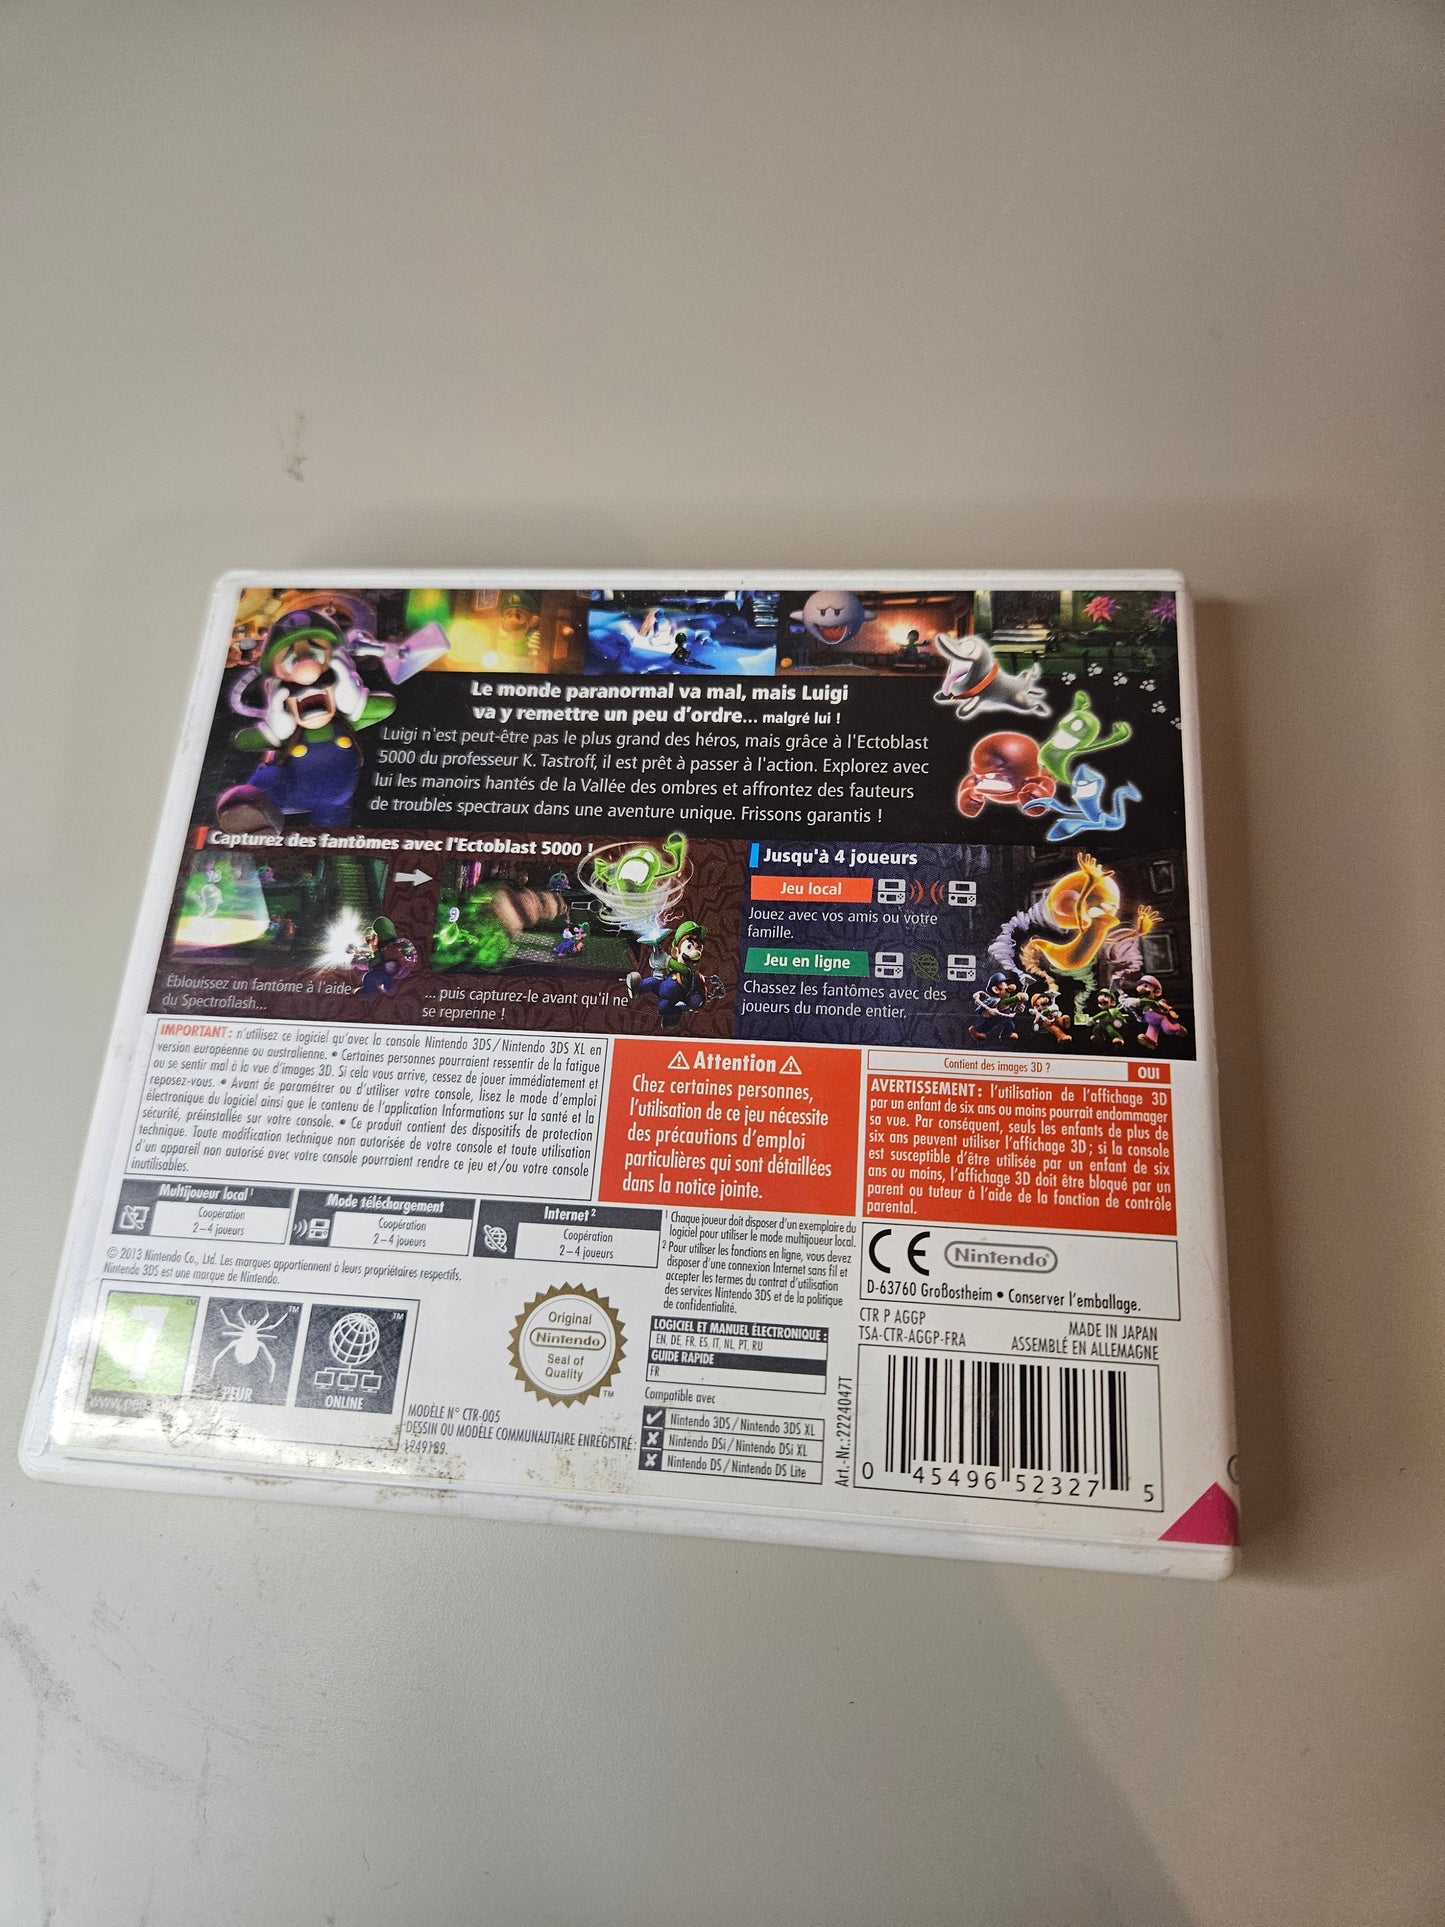 Le monde paranormal va mal, mais Luigi
va y remettre un peu d'ordre... malgré lui !
Luigi n'est peut-être pas le plus grand des héros, mais grâce à l'Ectoblast
5000 du professeur K. Tastroff, il est prêt à passer à l'action. Explorez avec
lui les manoirs hantés de la Vallée des ombres et affrontez des fauteurs
de troubles spectraux dans une aventure unique. Frissons garantis !
Capturez des fantômes avec l'Ectoblast 5000 !
Éblouissez un fantôme à l'aide
du Spectroflash...
... puis capturez-le avant qu'il ne
se reprenne !
Jusqu'à 4 joueurs
Jeu local
Jouez avec vos amis ou votre
famille.
Jeu en ligne
Chassez les fantômes avec des
joueurs du monde entier.
IMPORTANT : n'utilisez ce logiciel qu'avec la console Nintendo 3DS/Nintendo 3DS XL en
version européenne ou australienne. • Certaines personnes pourraient ressentir de la fatigue
ou se sentir mal à la vue d'images 3D. Si cela vous arrive, cessez de jouer immédiatement et
reposez-vous. • Avant de paramétrer ou d'utiliser votre console, lisez le mode d'emploi
électronique du logiciel ainsi que le contenu de l'application Informations sur la santé et la
sécurité, préinstallée sur votre console. • Ce produit contient des dispositifs de protection
technique. Toute modification technique non autorisée de votre console et toute utilisation
d'un appareil non autorisé avec votre console pourraient rendre ce jeu et/ou votre console
inutilisables.
Attention
Chez certaines personnes,
l'utilisation de ce jeu nécessite
des précautions d'emploi
particulières qui sont détaillées
dans la notice jointe.
Contient des images 3D ? OUI
AVERTISSEMENT : l'utilisation de l'affichage 3D
par un enfant de six ans ou moins pourrait endommager
sa vue. Par conséquent, seuls les enfants de plus de
six ans peuvent utiliser l'affichage 3D ; si la console
est susceptible d'être utilisée par un enfant de six
ans ou moins, l'affichage 3D doit être bloqué par un
parent ou tuteur à l'aide de la fonction de contrôle
parental.
Multijoueur local 1
Coopération
2–4 joueurs
Mode téléchargement
Coopération
2–4 joueurs
Internet 2
Coopération
2–4 joueurs
1 Chaque joueur doit disposer d'un exemplaire du
logiciel pour utiliser le mode multijoueur local.
2 Pour utiliser les fonctions en ligne, vous devez
disposer d'une connexion Internet sans fil et
accepter les termes du contrat d'utilisation
des services Nintendo 3DS et de la politique
de confidentialité.
© 2013 Nintendo Co., Ltd. Les marques appartiennent à leurs propriétaires respectifs.
Nintendo 3DS est une marque de Nintendo.
CE Nintendo®
D-63760 Großostheim • Conserver l'emballage.
7 ™
PEUR ™
ONLINE ™
Original
Nintendo
Seal of
Quality
™
MODÈLE N° CTR-005
DESSIN OU MODÈLE COMMUNAUTAIRE ENREGISTRÉ :
1249189.
LOGICIEL ET MANUEL ÉLECTRONIQUE :
EN, DE, FR, ES, IT, NL, PT, RU
GUIDE RAPIDE
FR
Compatible avec
Nintendo 3DS / Nintendo 3DS XL
Nintendo DSi / Nintendo DSi XL
Nintendo DS / Nintendo DS Lite
CTR P AGGP
TSA-CTR-AGGP-FRA
MADE IN JAPAN
ASSEMBLÉ EN ALLEMAGNE
Art.-Nr.: 2224047T
0 45496 52327 5